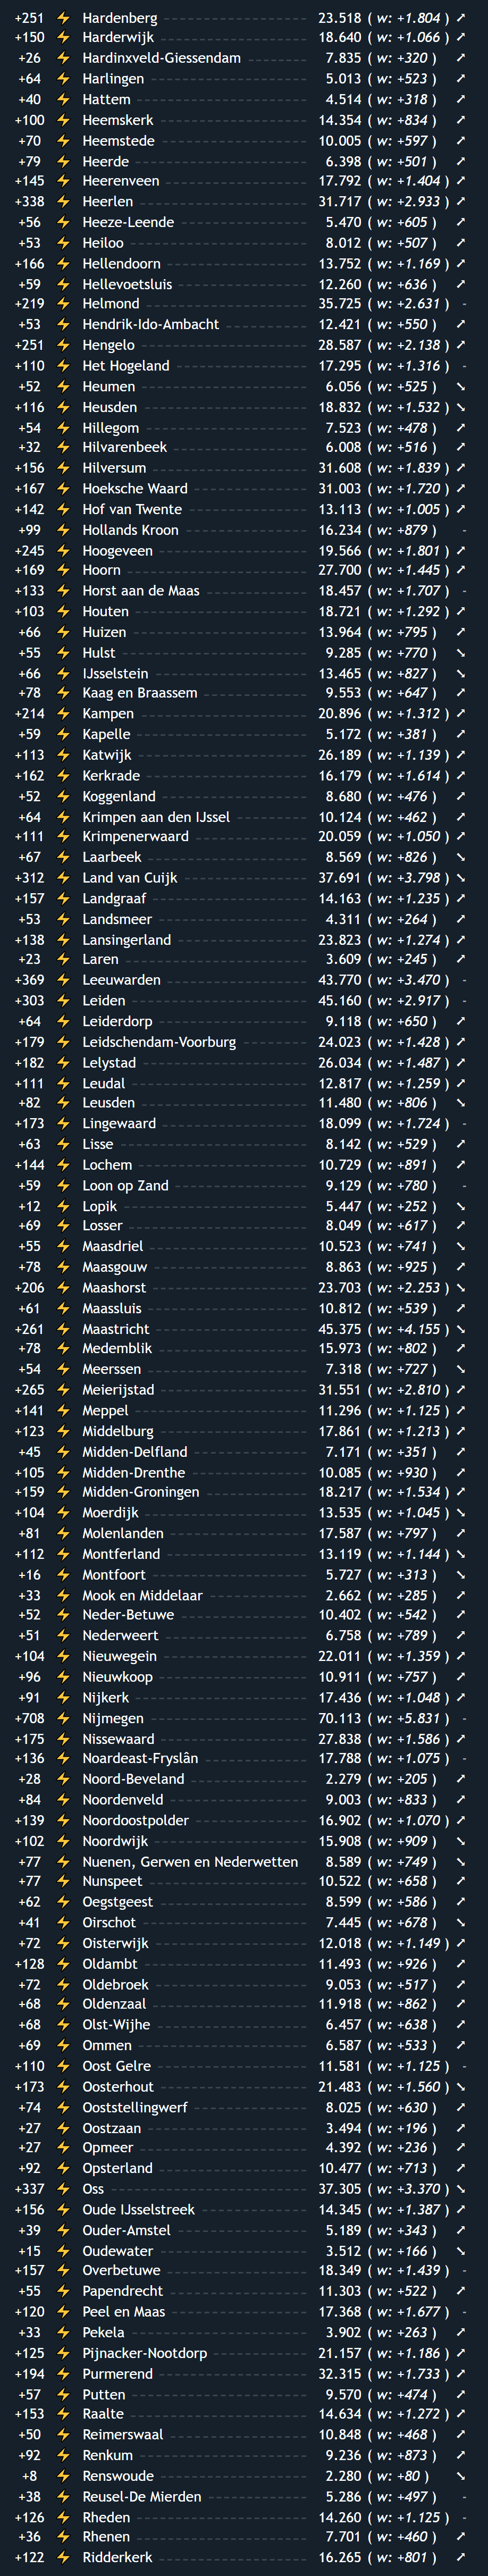 +251 ⚡ Hardenberg 23.518 ( w: +1.804 ) ➚
+150 ⚡ Harderwijk 18.640 ( w: +1.066 ) ➚
+26 ⚡ Hardinxveld-Giessendam 7.835 ( w: +320 ) ➚
+64 ⚡ Harlingen 5.013 ( w: +523 ) ➚
+40 ⚡ Hattem 4.514 ( w: +318 ) ➚
+100 ⚡ Heemskerk 14.354 ( w: +834 ) ➚
+70 ⚡ Heemstede 10.005 ( w: +597 ) ➚
+79 ⚡ Heerde 6.398 ( w: +501 ) ➚
+145 ⚡ Heerenveen 17.792 ( w: +1.404 ) ➚
+338 ⚡ Heerlen 31.717 ( w: +2.933 ) ➚
+56 ⚡ Heeze-Leende 5.470 ( w: +605 ) ➚
+53 ⚡ Heiloo 8.012 ( w: +507 ) ➚
+166 ⚡ Hellendoorn 13.752 ( w: +1.169 ) ➚
+59 ⚡ Hellevoetsluis 12.260 ( w: +636 ) ➚
+219 ⚡ Helmond 35.725 ( w: +2.631 ) -
+53 ⚡ Hendrik-Ido-Ambacht 12.421 ( w: +550 ) ➚
+251 ⚡ Hengelo 28.587 ( w: +2.138 ) ➚
+110 ⚡ Het Hogeland 17.295 ( w: +1.316 ) -
+52 ⚡ Heumen 6.056 ( w: +525 ) ➘
+116 ⚡ Heusden 18.832 ( w: +1.532 ) ➘
+54 ⚡ Hillegom 7.523 ( w: +478 ) ➚
+32 ⚡ Hilvarenbeek 6.008 ( w: +516 ) ➚
+156 ⚡ Hilversum 31.608 ( w: +1.839 ) ➚
+167 ⚡ Hoeksche Waard 31.003 ( w: +1.720 ) ➚
+142 ⚡ Hof van Twente 13.113 ( w: +1.005 ) ➚
+99 ⚡ Hollands Kroon 16.234 ( w: +879 ) -
+245 ⚡ Hoogeveen 19.566 ( w: +1.801 ) ➚
+169 ⚡ Hoorn 27.700 ( w: +1.445 ) ➚
+133 ⚡ Horst aan de Maas 18.457 ( w: +1.707 ) -
+103 ⚡ Houten 18.721 ( w: +1.292 ) ➚
+66 ⚡ Huizen 13.964 ( w: +795 ) ➚
+55 ⚡ Hulst 9.285 ( w: +770 ) ➘
+66 ⚡ IJsselstein 13.465 ( w: +827 ) ➘
+78 ⚡ Kaag en Braassem 9.553 ( w: +647 ) ➚
+214 ⚡ Kampen 20.896 ( w: +1.312 ) ➚
+59 ⚡ Kapelle 5.172 ( w: +381 ) ➚
+113 ⚡ Katwijk 26.189 ( w: +1.139 ) ➚
+162 ⚡ Kerkrade 16.179 ( w: +1.614 ) ➚
+52 ⚡ Koggenland 8.680 ( w: +476 ) ➚
+64 ⚡ Krimpen aan den IJssel 10.124 ( w: +462 ) ➚
+111 ⚡ Krimpenerwaard 20.059 ( w: +1.050 ) ➚
+67 ⚡ Laarbeek 8.569 ( w: +826 ) ➘
+312 ⚡ Land van Cuijk 37.691 ( w: +3.798 ) ➘
+157 ⚡ Landgraaf 14.163 ( w: +1.235 ) ➚
+53 ⚡ Landsmeer 4.311 ( w: +264 ) ➚
+138 ⚡ Lansingerland 23.823 ( w: +1.274 ) ➚
+23 ⚡ Laren 3.609 ( w: +245 ) ➚
+369 ⚡ Leeuwarden 43.770 ( w: +3.470 ) -
+303 ⚡ Leiden 45.160 ( w: +2.917 ) -
+64 ⚡ Leiderdorp 9.118 ( w: +650 ) ➚
+179 ⚡ Leidschendam-Voorburg 24.023 ( w: +1.428 ) ➚
+182 ⚡ Lelystad 26.034 ( w: +1.487 ) ➚
+111 ⚡ Leudal 12.817 ( w: +1.259 ) ➚
+82 ⚡ Leusden 11.480 ( w: +806 ) ➘
+173 ⚡ Lingewaard 18.099 ( w: +1.724 ) -
+63 ⚡ Lisse 8.142 ( w: +529 ) ➚
+144 ⚡ Lochem 10.729 ( w: +891 ) ➚
+59 ⚡ Loon op Zand 9.129 ( w: +780 ) -
+12 ⚡ Lopik 5.447 ( w: +252 ) ➘
+69 ⚡ Losser 8.049 ( w: +617 ) ➚
+55 ⚡ Maasdriel 10.523 ( w: +741 ) ➘
+78 ⚡ Maasgouw 8.863 ( w: +925 ) ➚
+206 ⚡ Maashorst 23.703 ( w: +2.253 ) ➘
+61 ⚡ Maassluis 10.812 ( w: +539 ) ➚
+261 ⚡ Maastricht 45.375 ( w: +4.155 ) ➘
+78 ⚡ Medemblik 15.973 ( w: +802 ) ➚
+54 ⚡ Meerssen 7.318 ( w: +727 ) ➘
+265 ⚡ Meierijstad 31.551 ( w: +2.810 ) ➚
+141 ⚡ Meppel 11.296 ( w: +1.125 ) ➚
+123 ⚡ Middelburg 17.861 ( w: +1.213 ) ➚
+45 ⚡ Midden-Delfland 7.171 ( w: +351 ) ➚
+105 ⚡ Midden-Drenthe 10.085 ( w: +930 ) ➚
+159 ⚡ Midden-Groningen 18.217 ( w: +1.534 ) ➚
+104 ⚡ Moerdijk 13.535 ( w: +1.045 ) ➘
+81 ⚡ Molenlanden 17.587 ( w: +797 ) ➚
+112 ⚡ Montferland 13.119 ( w: +1.144 ) ➘
+16 ⚡ Montfoort 5.727 ( w: +313 ) ➘
+33 ⚡ Mook en Middelaar 2.662 ( w: +285 ) ➚
+52 ⚡ Neder-Betuwe 10.402 ( w: +542 ) ➚
+51 ⚡ Nederweert 6.758 ( w: +789 ) ➚
+104 ⚡ Nieuwegein 22.011 ( w: +1.359 ) ➚
+96 ⚡ Nieuwkoop 10.911 ( w: +757 ) ➚
+91 ⚡ Nijkerk 17.436 ( w: +1.048 ) ➚
+708 ⚡ Nijmegen 70.113 ( w: +5.831 ) -
+175 ⚡ Nissewaard 27.838 ( w: +1.586 ) ➚
+136 ⚡ Noardeast-Fryslân 17.788 ( w: +1.075 ) -
+28 ⚡ Noord-Beveland 2.279 ( w: +205 ) ➚
+84 ⚡ Noordenveld 9.003 ( w: +833 ) ➚
+139 ⚡ Noordoostpolder 16.902 ( w: +1.070 ) ➚
+102 ⚡ Noordwijk 15.908 ( w: +909 ) ➘
+77 ⚡ Nuenen, Gerwen en Nederwetten 8.589 ( w: +749 ) ➘
+77 ⚡ Nunspeet 10.522 ( w: +658 ) ➚
+62 ⚡ Oegstgeest 8.599 ( w: +586 ) ➚
+41 ⚡ Oirschot 7.445 ( w: +678 ) ➘
+72 ⚡ Oisterwijk 12.018 ( w: +1.149 ) ➚
+128 ⚡ Oldambt 11.493 ( w: +926 ) ➚
+72 ⚡ Oldebroek 9.053 ( w: +517 ) ➚
+68 ⚡ Oldenzaal 11.918 ( w: +862 ) ➚
+68 ⚡ Olst-Wijhe 6.457 ( w: +638 ) ➚
+69 ⚡ Ommen 6.587 ( w: +533 ) ➚
+110 ⚡ Oost Gelre 11.581 ( w: +1.125 ) -
+173 ⚡ Oosterhout 21.483 ( w: +1.560 ) ➘
+74 ⚡ Ooststellingwerf 8.025 ( w: +630 ) ➚
+27 ⚡ Oostzaan 3.494 ( w: +196 ) ➚
+27 ⚡ Opmeer 4.392 ( w: +236 ) ➚
+92 ⚡ Opsterland 10.477 ( w: +713 ) ➚
+337 ⚡ Oss 37.305 ( w: +3.370 ) ➘
+156 ⚡ Oude IJsselstreek 14.345 ( w: +1.387 ) ➚
+39 ⚡ Ouder-Amstel 5.189 ( w: +343 ) ➚
+15 ⚡ Oudewater 3.512 ( w: +166 ) ➘
+157 ⚡ Overbetuwe 18.349 ( w: +1.439 ) -
+55 ⚡ Papendrecht 11.303 ( w: +522 ) ➚
+120 ⚡ Peel en Maas 17.368 ( w: +1.677 ) -
+33 ⚡ Pekela 3.902 ( w: +263 ) ➚
+125 ⚡ Pijnacker-Nootdorp 21.157 ( w: +1.186 ) ➚
+194 ⚡ Purmerend 32.315 ( w: +1.733 ) ➚
+57 ⚡ Putten 9.570 ( w: +474 ) ➚
+153 ⚡ Raalte 14.634 ( w: +1.272 ) ➚
+50 ⚡ Reimerswaal 10.848 ( w: +468 ) ➚
+92 ⚡ Renkum 9.236 ( w: +873 ) ➚
+8 ⚡ Renswoude 2.280 ( w: +80 ) ➘
+38 ⚡ Reusel-De Mierden 5.286 ( w: +497 ) -
+126 ⚡ Rheden 14.260 ( w: +1.125 ) -
+36 ⚡ Rhenen 7.701 ( w: +460 ) ➚
+122 ⚡ Ridderkerk 16.265 ( w: +801 ) ➚